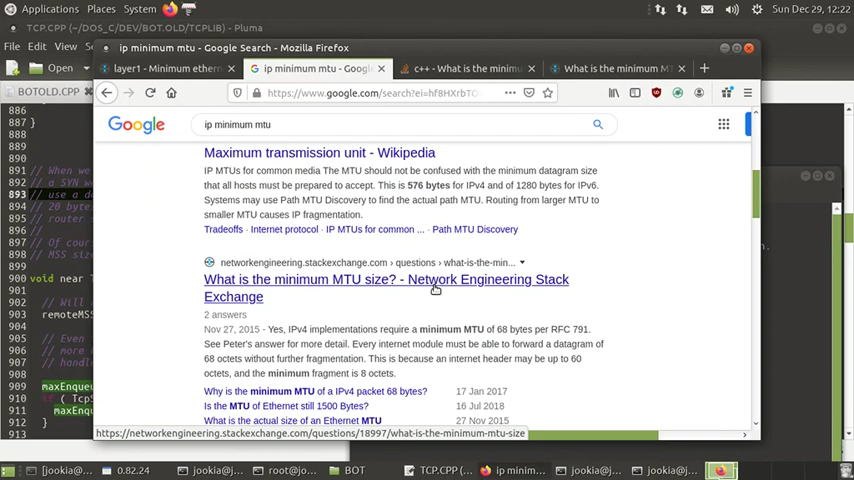 Applications Places System Sun Dec 29, 12:22
TCP.CPP (~/DOS_C/DEV/BOT.OLD/TCPLIB) - Pluma
File Edit
ip minimum mtu - Google Search - Mozilla Firefox
Open
layer1 - Minimum ethern
ip minimum mtu - Googl
c++ - What is the minimum
What is the minimum MT
BOTOLD.CPP
https://www.google.com/search?ei=hf8HXrbTO
886
887 }
888
889
890
891 // When we
892 // a SYN w
893 // use a de
894 // 20 byte
895 // router s
896 //
897 // Of cours
898 // MSS size
899
900 void near T
901
902 // Will
903 remoteMSS
904
905 // Even
906 // more
907 // handl
908
909 maxEnque
910 if ( TcpS
911 maxEn
912 }
913
Google
ip minimum mtu
Maximum transmission unit - Wikipedia
IP MTUs for common media The MTU should not be confused with the minimum datagram size
that all hosts must be prepared to accept. This is 576 bytes for IPv4 and of 1280 bytes for IPv6.
Systems may use Path MTU Discovery to find the actual path MTU. Routing from larger MTU to
smaller MTU causes IP fragmentation.
Tradeoffs · Internet protocol · IP MTUs for common ... · Path MTU Discovery
networkengineering.stackexchange.com › questions › what-is-the-min...
What is the minimum MTU size? - Network Engineering Stack
Exchange
2 answers
Nov 27, 2015 - Yes, IPv4 implementations require a minimum MTU of 68 bytes per RFC 791.
See Peter's answer for more detail. Every internet module must be able to forward a datagram of
68 octets without further fragmentation. This is because an internet header may be up to 60
octets, and the minimum fragment is 8 octets.
Why is the minimum MTU of a IPv4 packet 68 bytes? 17 Jan 2017
Is the MTU of Ethernet still 1500 Bytes? 16 Jul 2018
What is the actual size of an Ethernet MTU 27 Nov 2015
https://networkengineering.stackexchange.com/questions/18997/what-is-the-minimum-mtu-size
[jookia@... 0.82.24 jookia@... root@jo... BOT TCP.CPP (... ip minim... jookia@... jookia@...